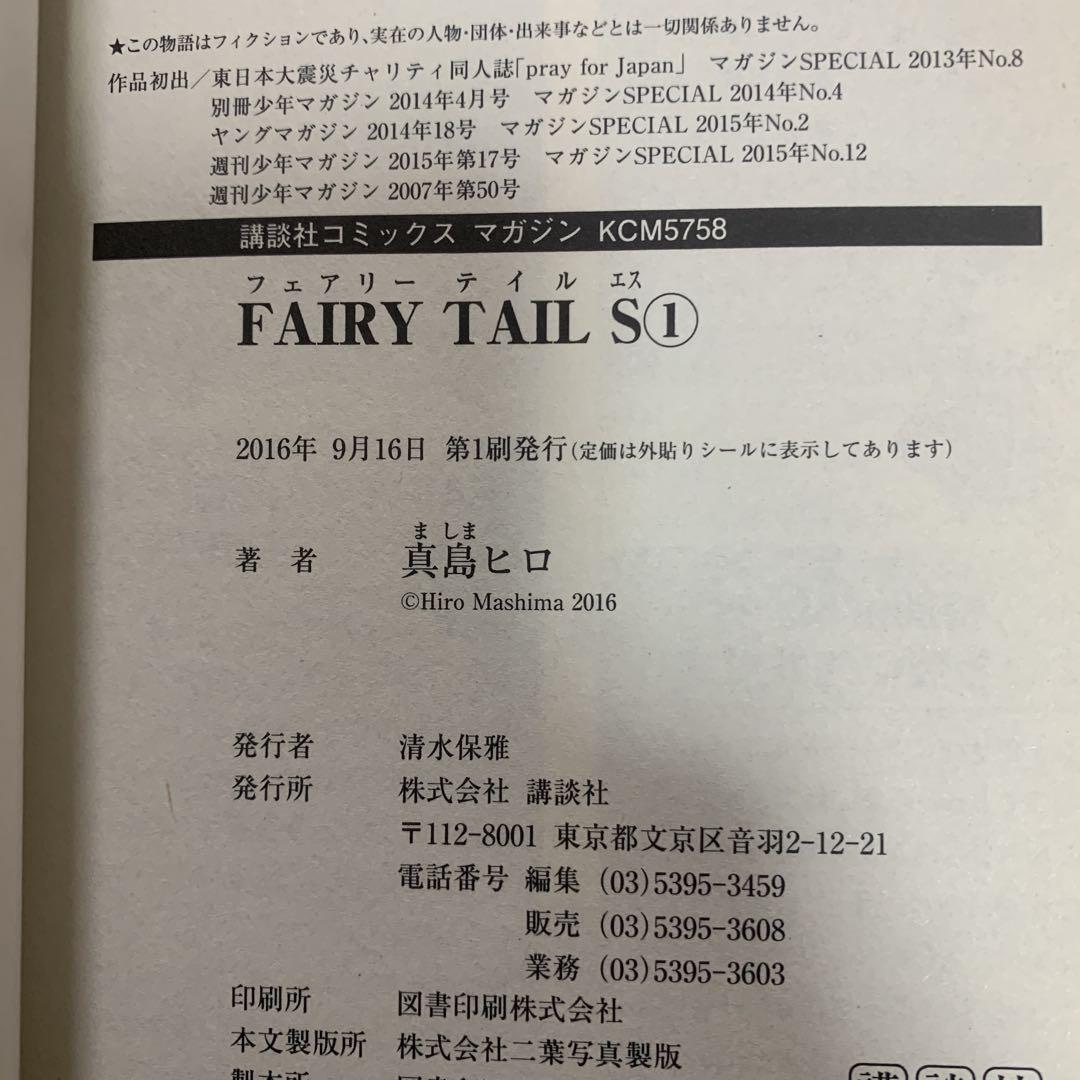 ★この物語はフィクションであり、実在の人物・団体・出来事などとは一切関係ありません。
作品初出／東日本大震災チャリティ同人誌「pray for Japan」　マガジンSPECIAL 2013年No.8
別冊少年マガジン 2014年4月号　マガジンSPECIAL 2014年No.4
ヤングマガジン 2014年18号　マガジンSPECIAL 2015年No.2
週刊少年マガジン 2015年第17号　マガジンSPECIAL 2015年No.12
週刊少年マガジン 2007年第50号
講談社コミックス マガジン KCM5758
フェアリー テイル エス
FAIRY TAIL S①
2016年 9月16日 第1刷発行(定価は外貼りシールに表示してあります)
ま しま
著 者 真島ヒロ
©Hiro Mashima 2016
発行者 清水保雅
発行所 株式会社 講談社
〒112-8001 東京都文京区音羽2-12-21
電話番号 編集 (03)5395-3459
販売 (03)5395-3608
業務 (03)5395-3603
印刷所 図書印刷株式会社
本文製版所 株式会社二葉写真製版